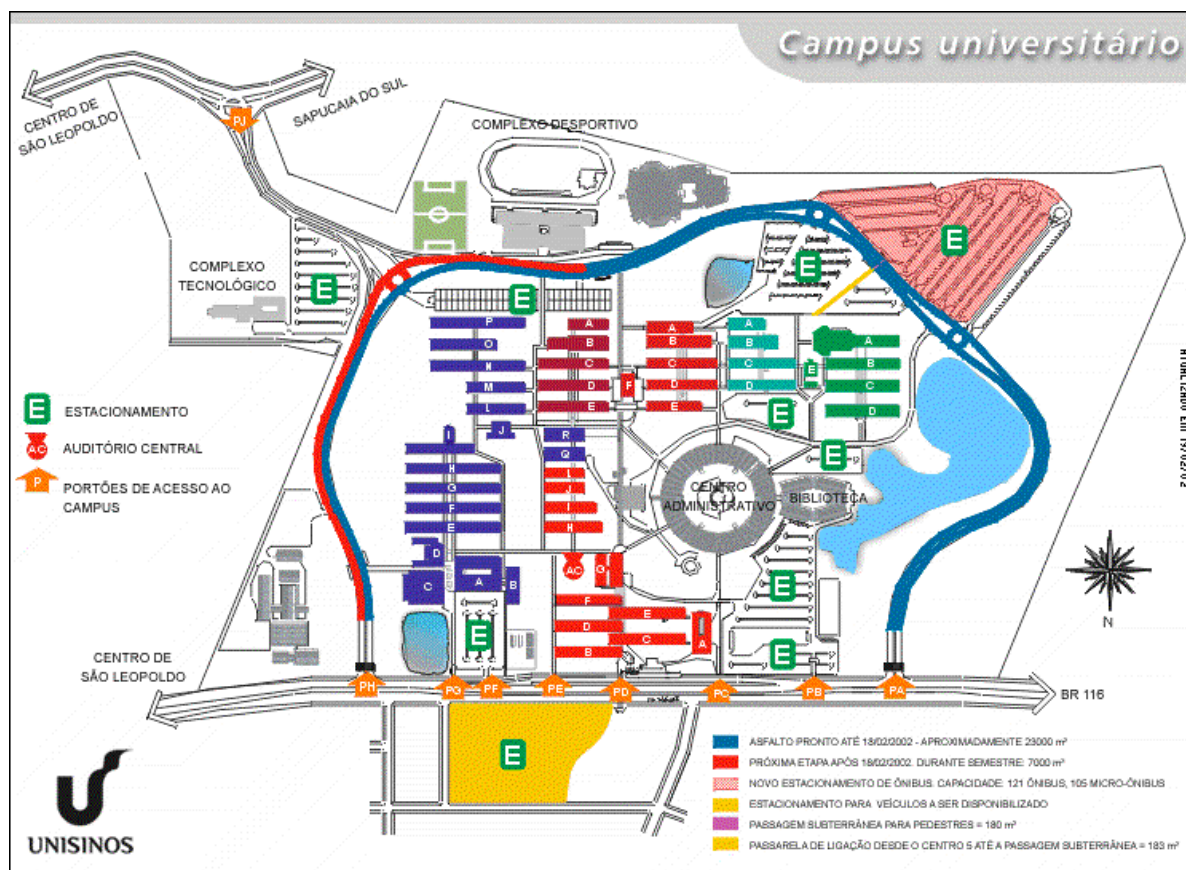 Campus universitário
CENTRO DE
SÃO LEOPOLDO
SAPUCAIA DO SUL
PJ
COMPLEXO DESPORTIVO
E
E
COMPLEXO
TECNOLÓGICO
E
E
P
O
N
M
L
A
B
C
D
E
F
A
B
C
D
E
A
B
C
D
E
A
B
C
D
E
E
I
J
R
Q
L
J
I
H
H
G
F
E
D
C
A
B
E
CENTRO
ADMINISTRATIVO
BIBLIOTECA
AC
G
F
E
D
C
B
A
E
E
E
ESTACIONAMENTO
AC
AUDITÓRIO CENTRAL
P
PORTÕES DE ACESSO AO
CAMPUS
N
CENTRO DE
SÃO LEOPOLDO
PH
PG
PF
PE
PD
PC
PB
PA
BR 116
E
UNISINOS
ASFALTO PRONTO ATÉ 18/02/2002 - APROXIMADAMENTE 23000 m²
PRÓXIMA ETAPA APÓS 18/02/2002. DURANTE SEMESTRE: 7000 m²
NOVO ESTACIONAMENTO DE ÔNIBUS. CAPACIDADE: 121 ÔNIBUS, 105 MICRO-ÔNIBUS
ESTACIONAMENTO PARA VEÍCULOS A SER DISPONIBILIZADO
PASSAGEM SUBTERRÂNEA PARA PEDESTRES = 180 m²
PASSARELA DE LIGAÇÃO DESDE O CENTRO 5 ATÉ A PASSAGEM SUBTERRÂNEA = 183 m²